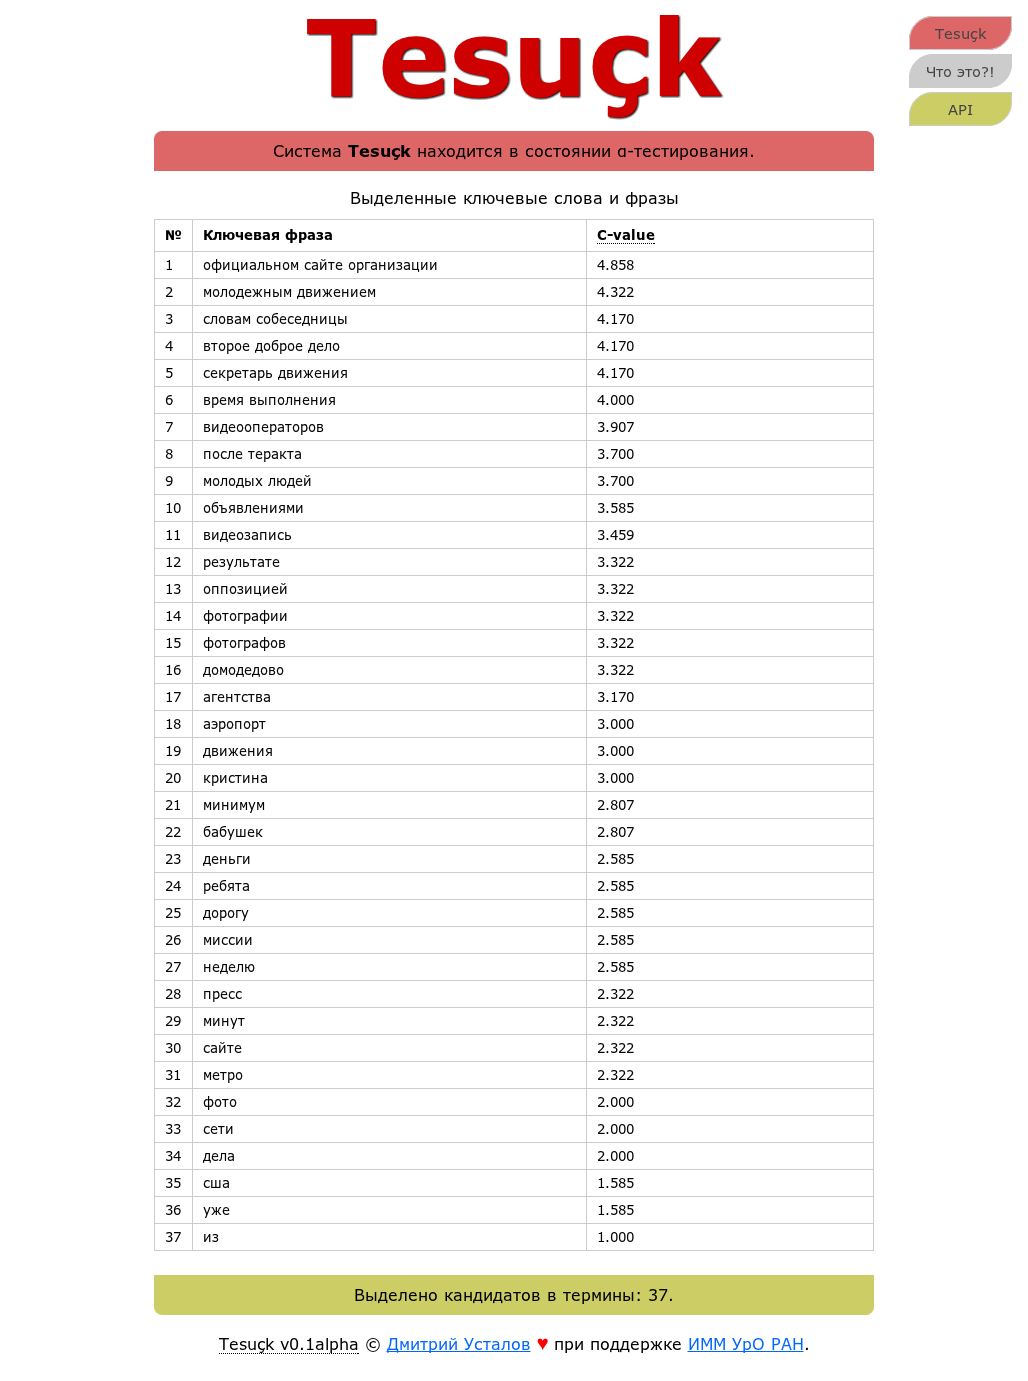 Tesuçk
Tesuçk
Что это?!
API
Система Tesuçk находится в состоянии α-тестирования.
Выделенные ключевые слова и фразы
№ Ключевая фраза C-value
1 официальном сайте организации 4.858
2 молодежным движением 4.322
3 словам собеседницы 4.170
4 второе доброе дело 4.170
5 секретарь движения 4.170
6 время выполнения 4.000
7 видеооператоров 3.907
8 после теракта 3.700
9 молодых людей 3.700
10 объявлениями 3.585
11 видеозапись 3.459
12 результате 3.322
13 оппозицией 3.322
14 фотографии 3.322
15 фотографов 3.322
16 домодедово 3.322
17 агентства 3.170
18 аэропорт 3.000
19 движения 3.000
20 кристина 3.000
21 минимум 2.807
22 бабушек 2.807
23 деньги 2.585
24 ребята 2.585
25 дорогу 2.585
26 миссии 2.585
27 неделю 2.585
28 пресс 2.322
29 минут 2.322
30 сайте 2.322
31 метро 2.322
32 фото 2.000
33 сети 2.000
34 дела 2.000
35 сша 1.585
36 уже 1.585
37 из 1.000
Выделено кандидатов в термины: 37.
Tesuçk v0.1alpha © Дмитрий Усталов ♥ при поддержке ИММ УрО РАН.